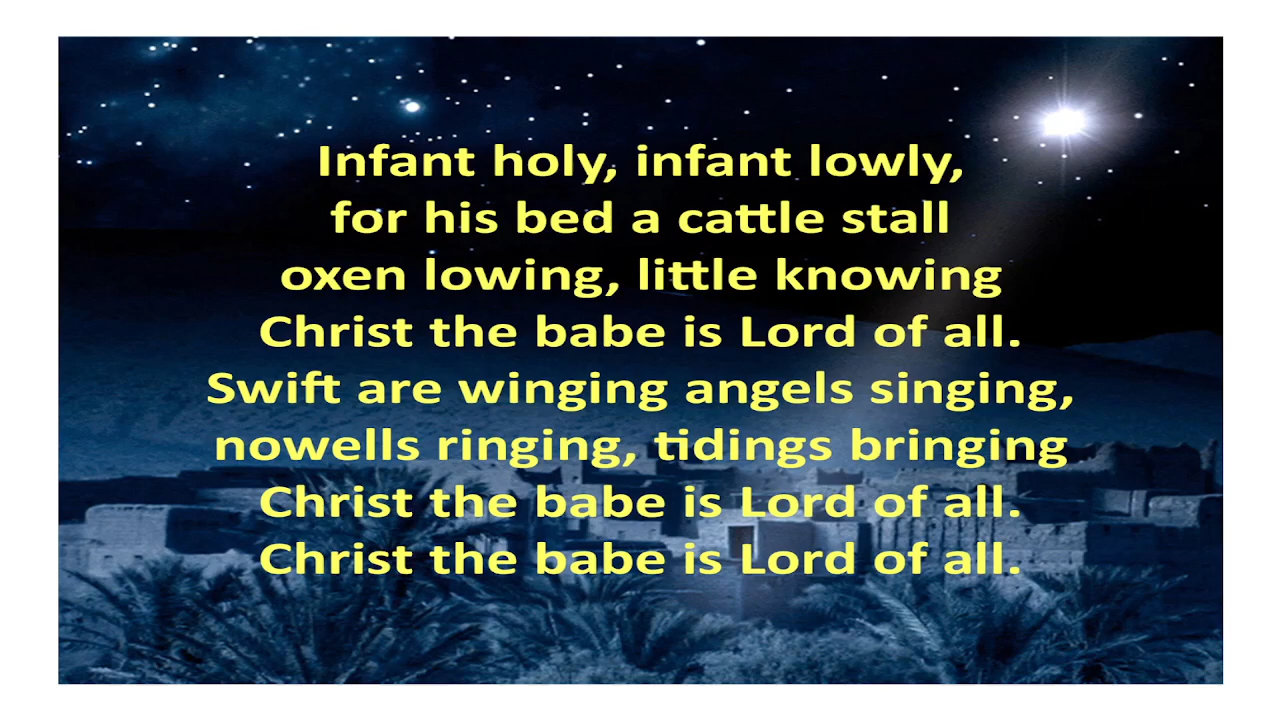 Infant holy, infant lowly,
for his bed a cattle stall
oxen lowing, little knowing
Christ the babe is Lord of all.
Swift are winging angels singing,
nowells ringing, tidings bringing
Christ the babe is Lord of all.
Christ the babe is Lord of all.